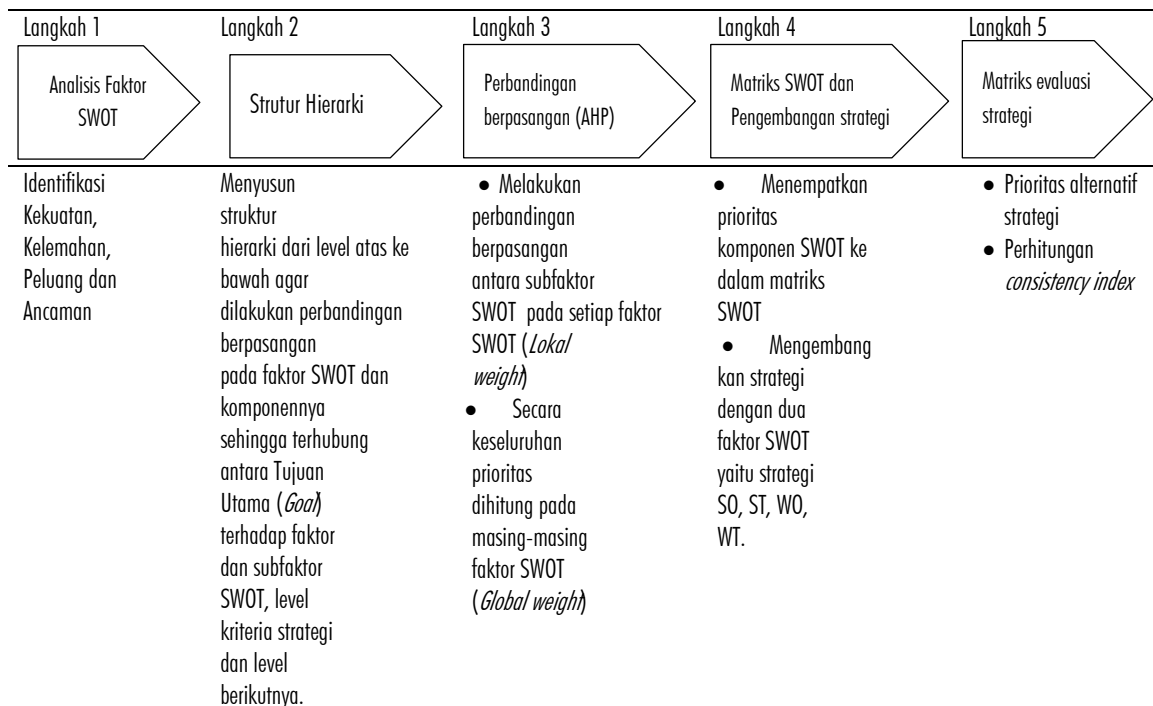 Langkah 1
Analisis Faktor
SWOT
Identifikasi
Kekuatan,
Kelemahan,
Peluang dan
Ancaman
Langkah 2
Strutur Hierarki
Menyusun
struktur
hierarki dari level atas ke
bawah agar
dilakukan perbandingan
berpasangan
pada faktor SWOT dan
komponennya
sehingga terhubung
antara Tujuan
Utama (Goal)
terhadap faktor
dan subfaktor
SWOT, level
kriteria strategi
dan level
berikutnya.
Langkah 3
Perbandingan
berpasangan (AHP)
• Melakukan
perbandingan
berpasangan
antara subfaktor
SWOT pada setiap faktor
SWOT (Lokal
weight)
• Secara
keseluruhan
prioritas
dihitung pada
masing-masing
faktor SWOT
(Global weight)
Langkah 4
Matriks SWOT dan
Pengembangan strategi
• Menempatkan
prioritas
komponen SWOT ke
dalam matriks
SWOT
• Mengembang
kan strategi
dengan dua
faktor SWOT
yaitu strategi
SO, ST, WO,
WT.
Langkah 5
Matriks evaluasi
strategi
• Prioritas alternatif
strategi
• Perhitungan
consistency index